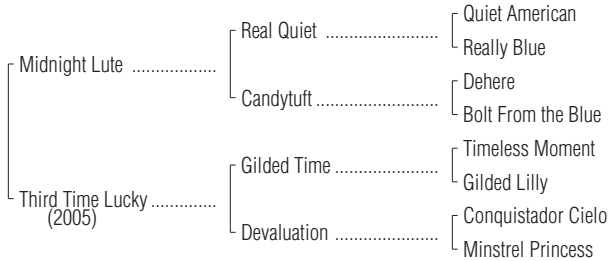 Quiet American
Real Quiet ........................
Really Blue
Midnight Lute .................
Dehere
Candytuft ..........................
Bolt From the Blue
Timeless Moment
Gilded Time ......................
Gilded Lilly
Third Time Lucky .............
(2005)
Conquistador Cielo
Devaluation ......................
Minstrel Princess